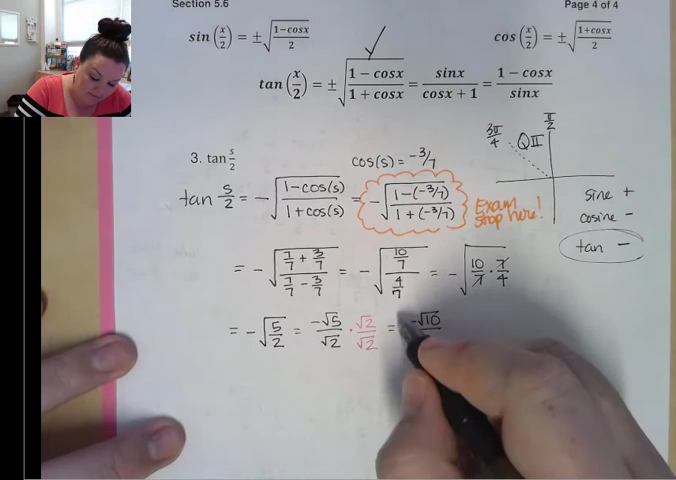 Section 5.6 Page 4 of 4
sin(x/2) = ±√((1−cosx)/2) cos(x/2) = ±√((1+cosx)/2)
tan(x/2) = ±√((1 − cosx)/(1 + cosx)) = sinx/(cosx + 1) = (1 − cosx)/sinx
3. tan s/2 cos(s) = −3/7
3π/4 QII π/2
tan s/2 = −√((1−cos(s))/(1+cos(s))) = −√((1−(−3/7))/(1+(−3/7)))
Exam
stop here!
sine +
cosine −
tan −
= −√((7/7 + 3/7)/(7/7 − 3/7)) = −√((10/7)/(4/7)) = −√(10/7 · 7/4)
= −√(5/2) = −√5/√2 · √2/√2 = −√10